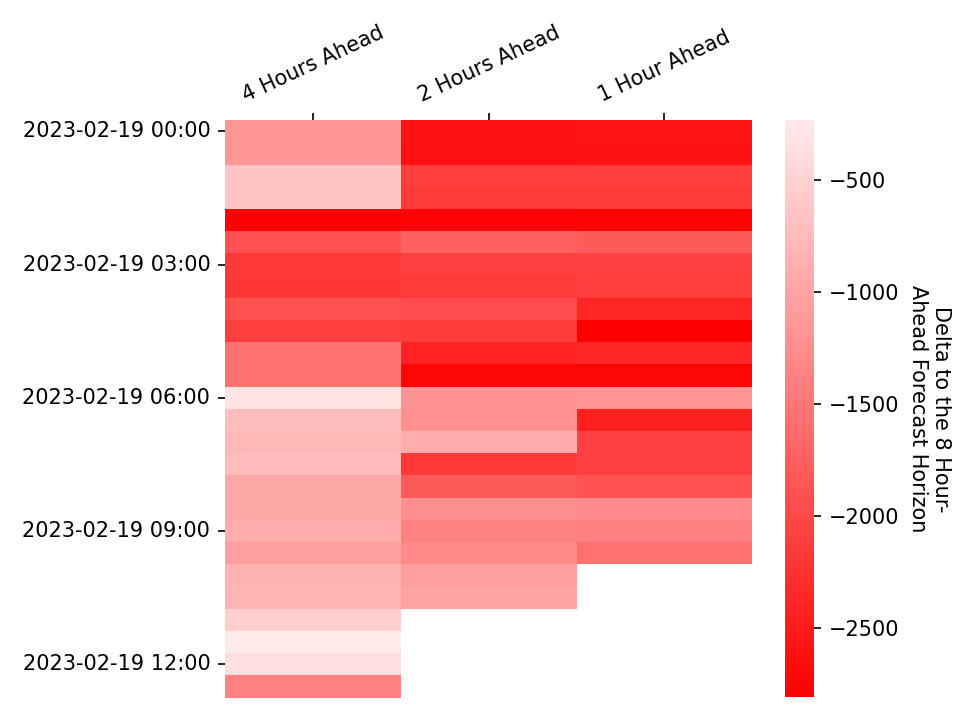 4 Hours Ahead
2 Hours Ahead
1 Hour Ahead
2023-02-19 00:00
2023-02-19 03:00
2023-02-19 06:00
2023-02-19 09:00
2023-02-19 12:00
−500
−1000
−1500
−2000
−2500
Delta to the 8 Hour-
Ahead Forecast Horizon